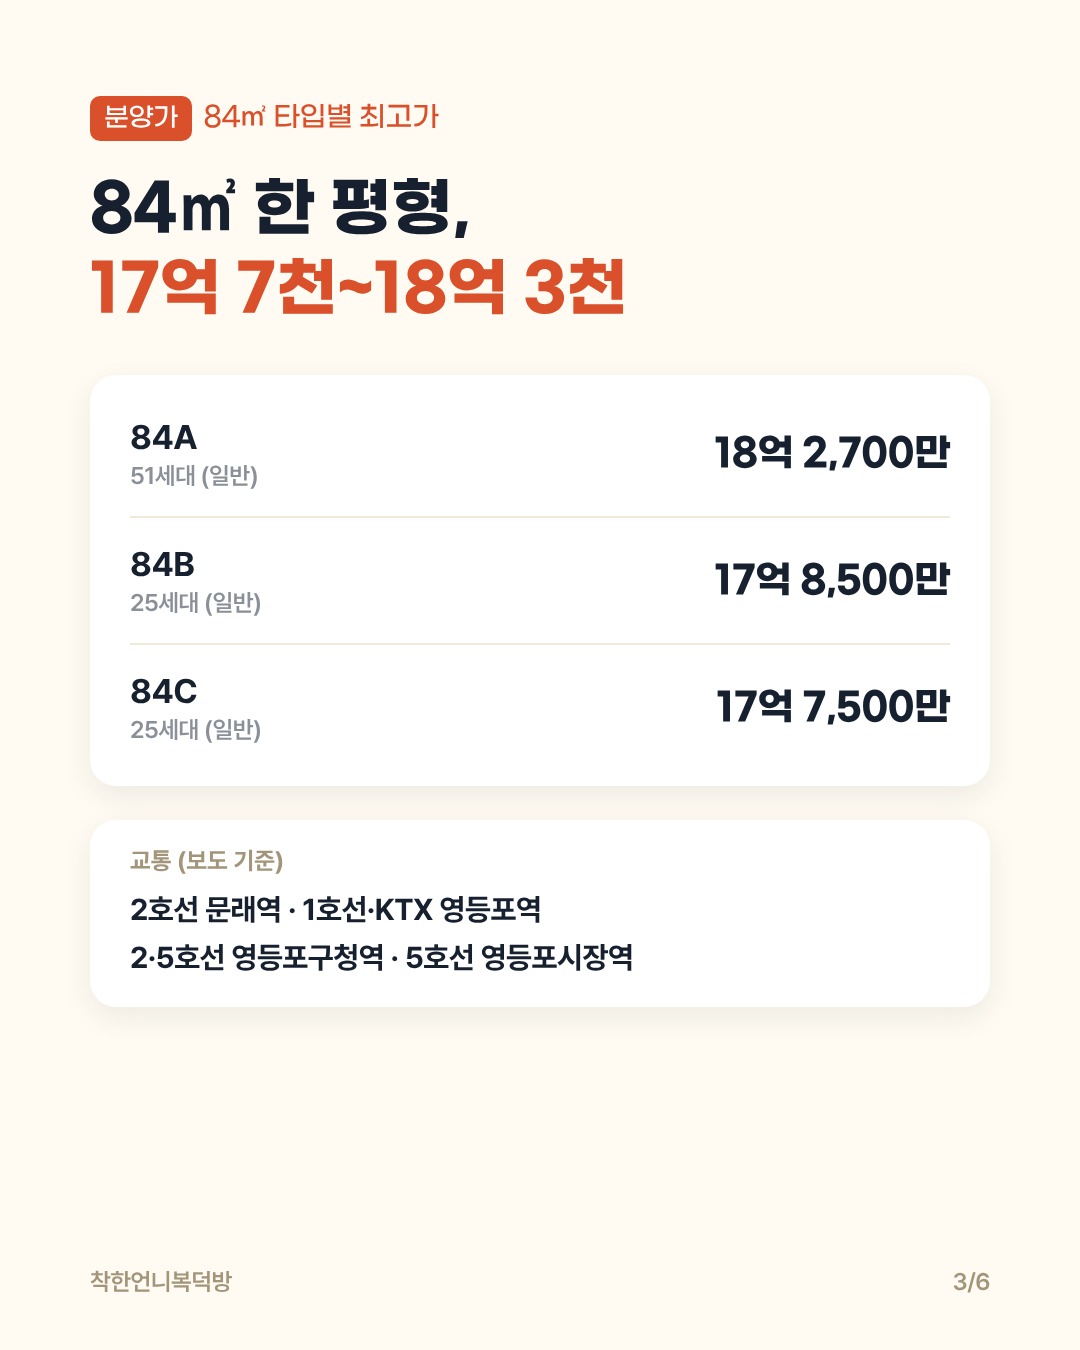 분양가 84㎡ 타입별 최고가
84㎡ 한 평형,
17억 7천~18억 3천
84A
51세대 (일반)
18억 2,700만
84B
25세대 (일반)
17억 8,500만
84C
25세대 (일반)
17억 7,500만
교통 (보도 기준)
2호선 문래역 · 1호선·KTX 영등포역
2·5호선 영등포구청역 · 5호선 영등포시장역
착한언니복덕방
3/6